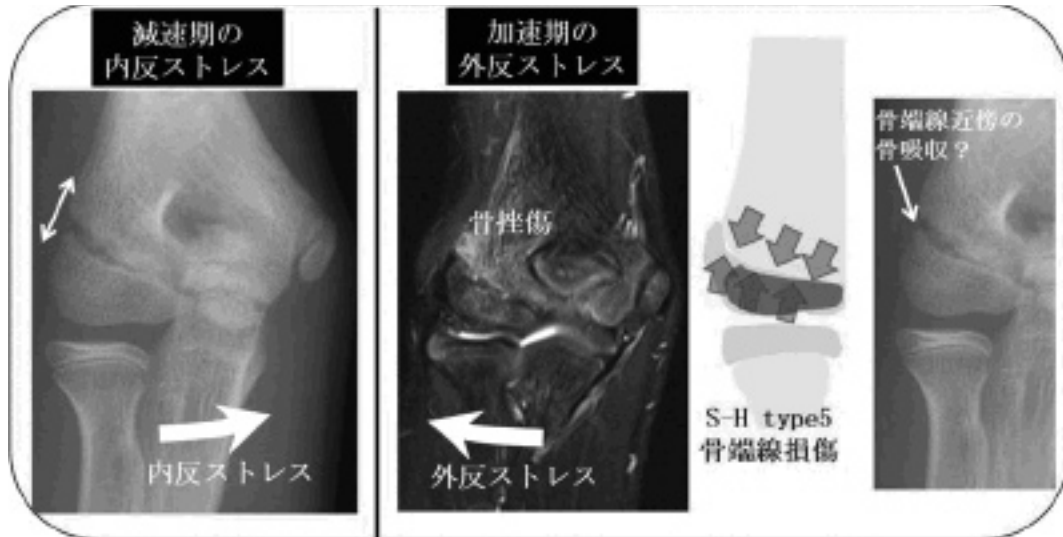 減速期の
内反ストレス
内反ストレス
加速期の
外反ストレス
骨挫傷
外反ストレス
S-H type5
骨端線損傷
骨端線近傍の
骨吸収？